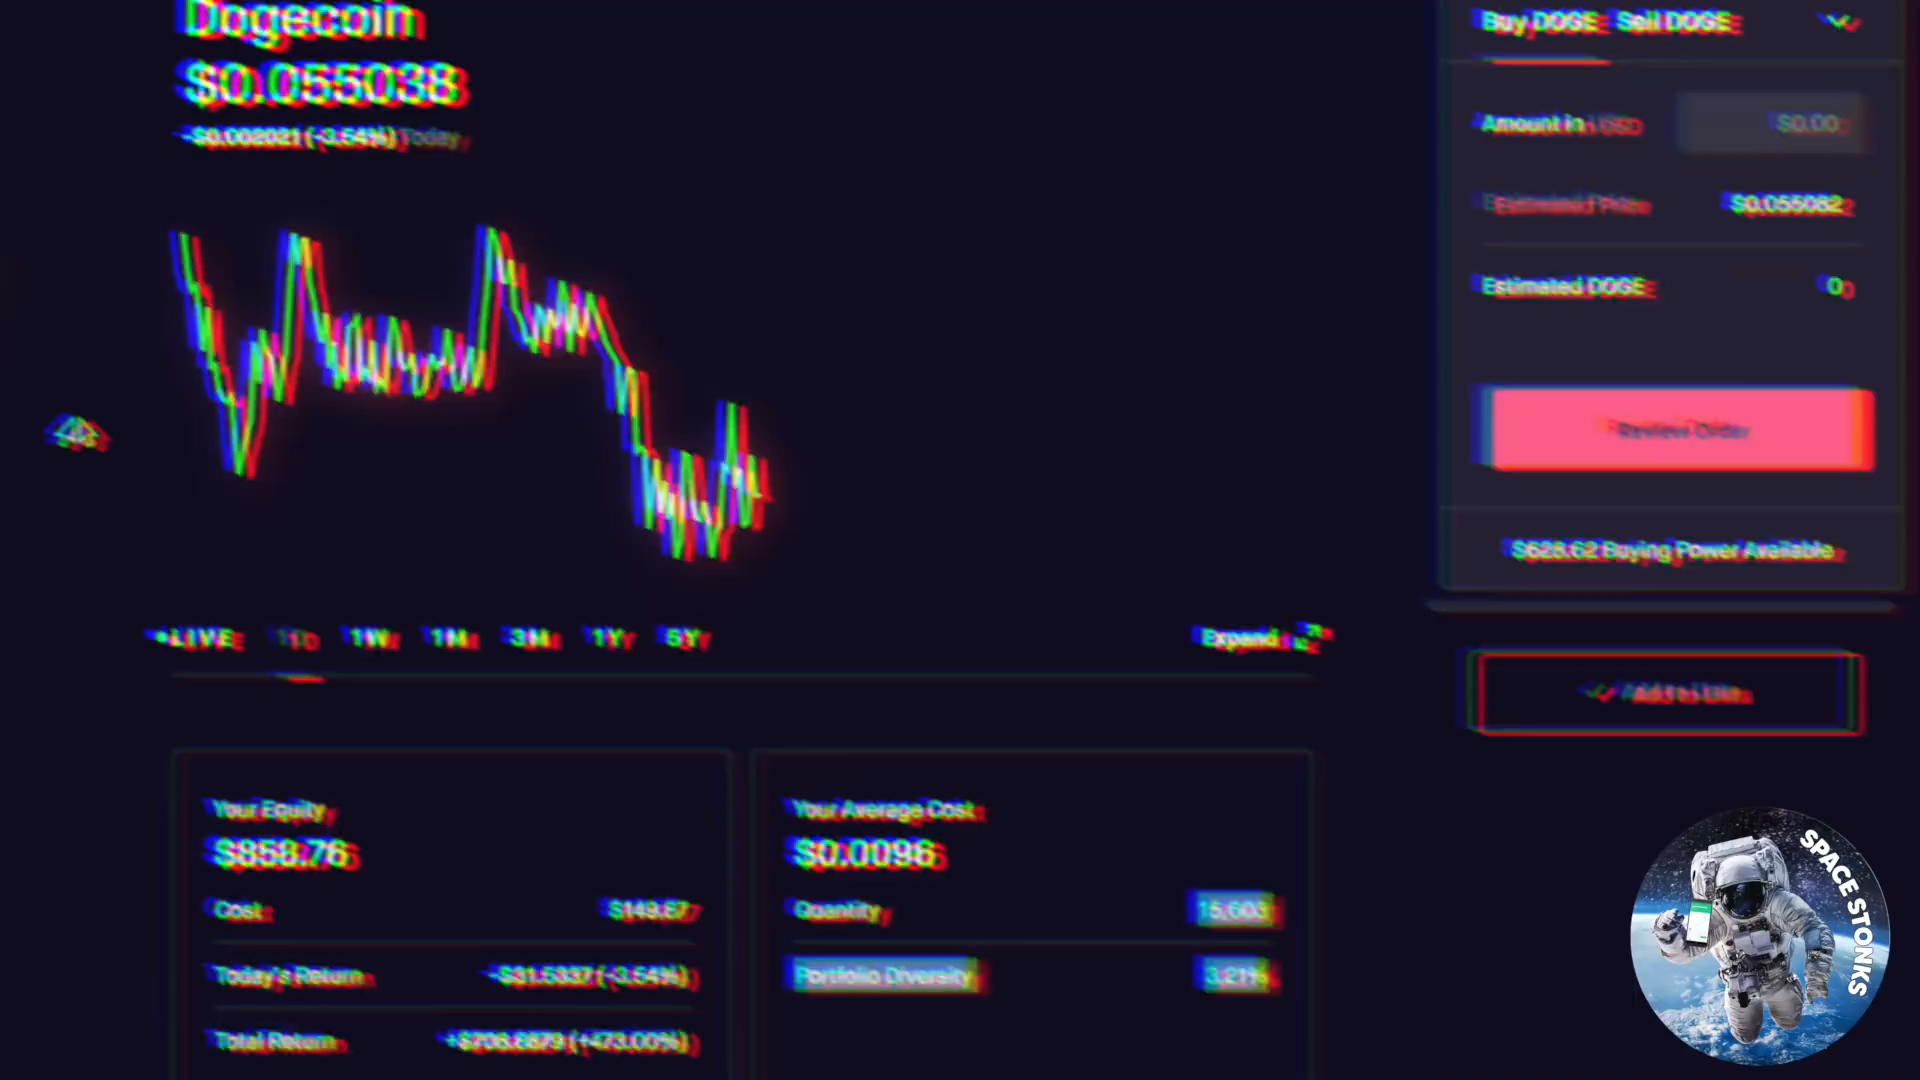 Dogecoin
$0.055038
-$0.002021 (-3.54%) Today
LIVE 1D 1W 1M 3M 1Y 5Y
Expand
Buy DOGE Sell DOGE
Amount in USD $0.00
Estimated Price $0.055082
Estimated DOGE 0
Review Order
$628.62 Buying Power Available
Add to Lists
Your Equity
$858.76
Cost $149.87
Today's Return -$31.5337 (-3.54%)
Total Return (+473.00%)
Your Average Cost
$0.0096
Quantity 15,603
Portfolio Diversity 3.21%
SPACE STONKS